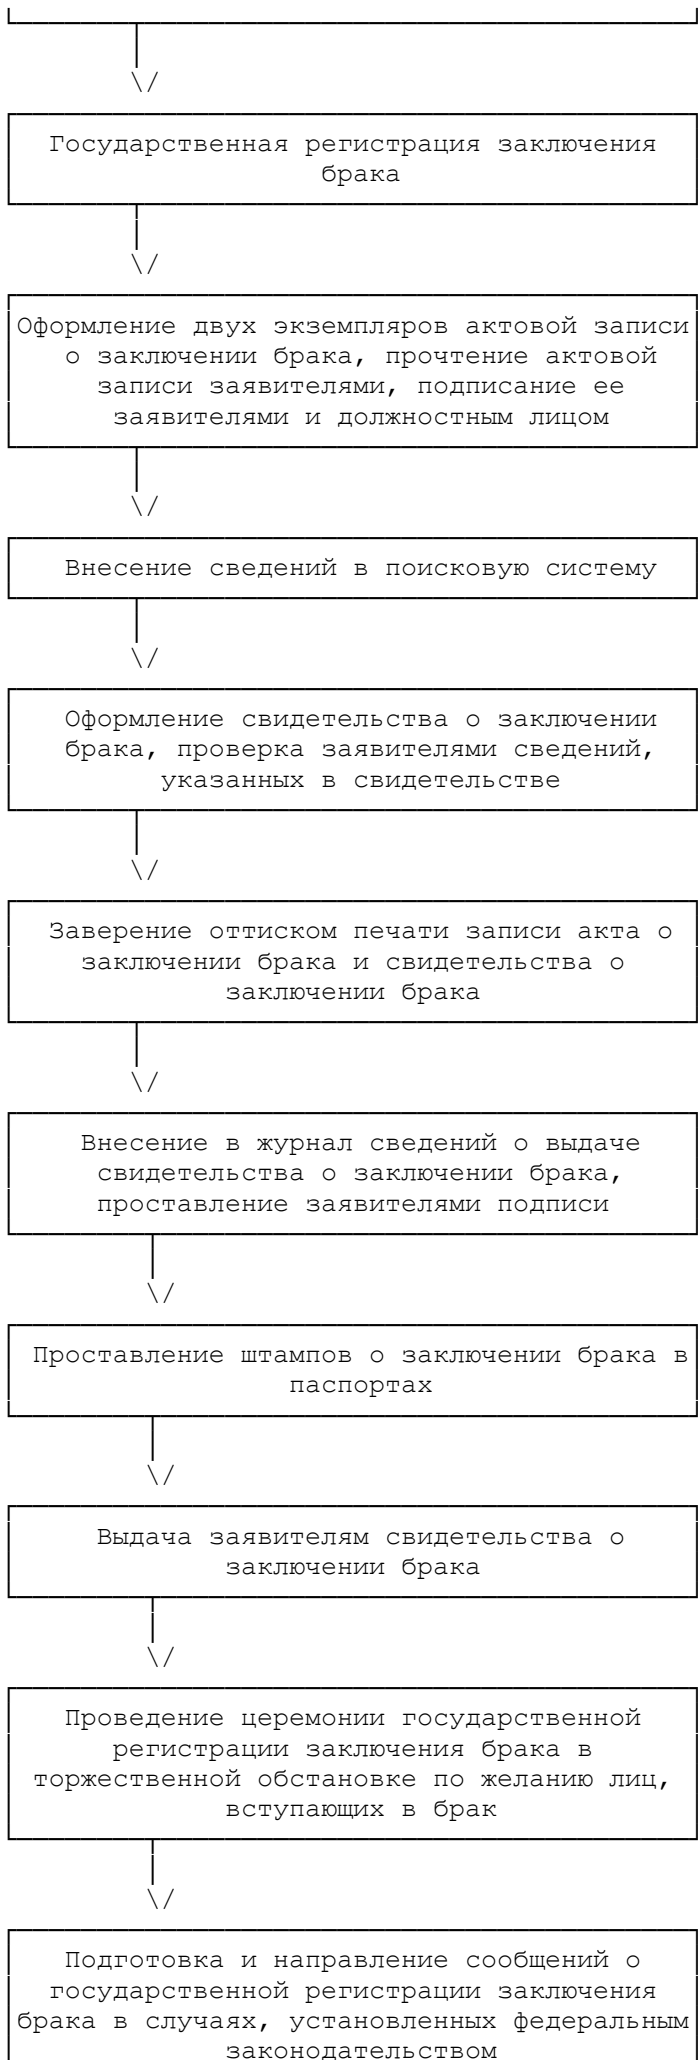 Государственная регистрация заключения
брака
Оформление двух экземпляров актовой записи
о заключении брака, прочтение актовой
записи заявителями, подписание ее
заявителями и должностным лицом
Внесение сведений в поисковую систему
Оформление свидетельства о заключении
брака, проверка заявителями сведений,
указанных в свидетельстве
Заверение оттиском печати записи акта о
заключении брака и свидетельства о
заключении брака
Внесение в журнал сведений о выдаче
свидетельства о заключении брака,
проставление заявителями подписи
Проставление штампов о заключении брака в
паспортах
Выдача заявителям свидетельства о
заключении брака
Проведение церемонии государственной
регистрации заключения брака в
торжественной обстановке по желанию лиц,
вступающих в брак
Подготовка и направление сообщений о
государственной регистрации заключения
брака в случаях, установленных федеральным
законодательством